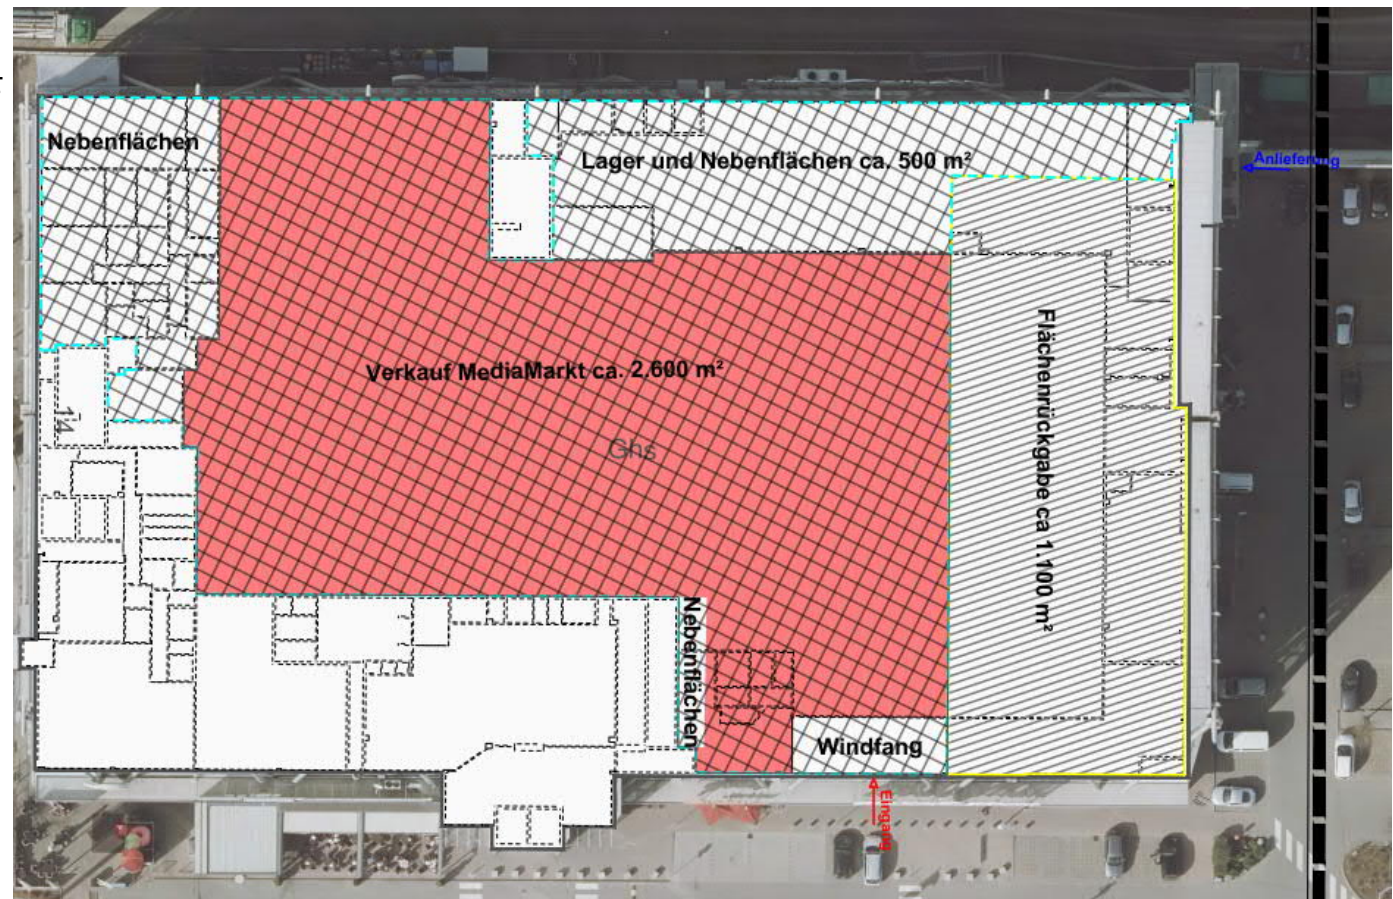 Nebenflächen
Lager und Nebenflächen ca. 500 m²
Anlieferung
Verkauf MediaMarkt ca. 2.600 m²
Flächenrückgabe ca 1.100 m²
14
Ghs
Nebenflächen
Windfang
Eingang